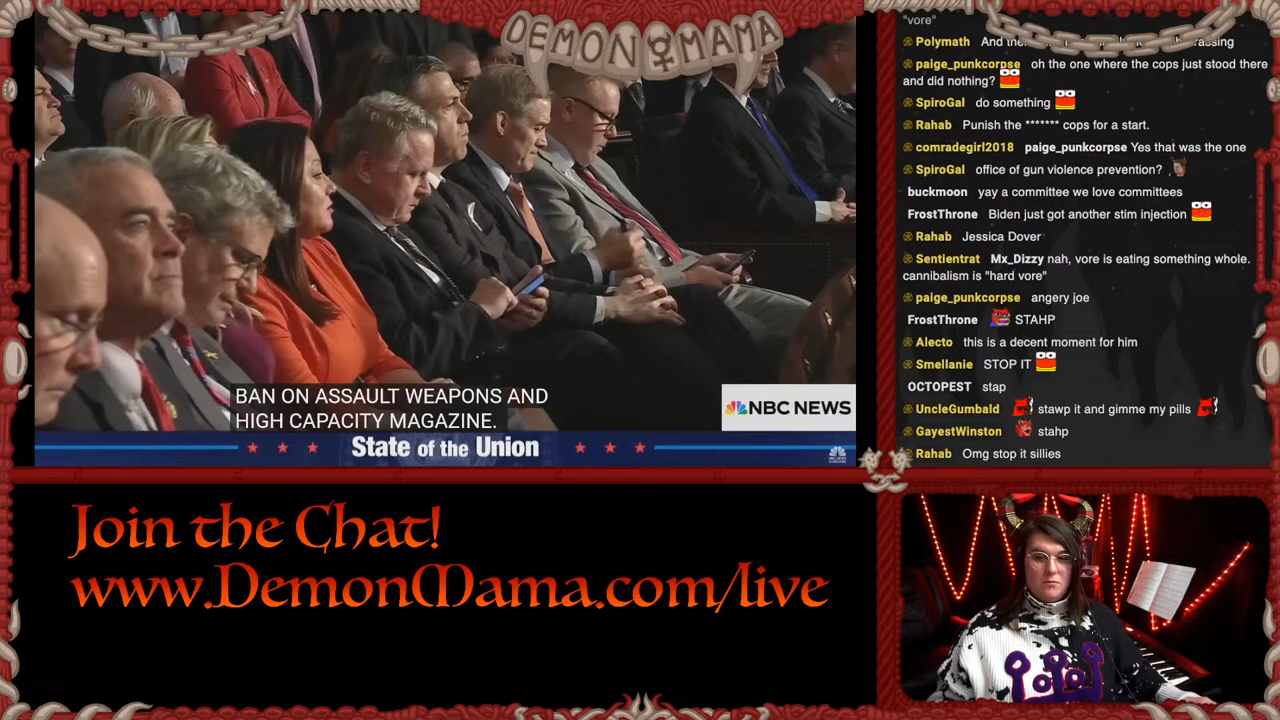 DEMON MAMA
BAN ON ASSAULT WEAPONS AND
HIGH CAPACITY MAGAZINE.
NBC NEWS
State of the Union
"vore"
Polymath And
paige_punkcorpse oh the one where the cops just stood there
and did nothing?
SpiroGal do something
Rahab Punish the ******* cops for a start.
comradegirl2018 paige_punkcorpse Yes that was the one
SpiroGal office of gun violence prevention?
buckmoon yay a committee we love committees
FrostThrone Biden just got another stim injection
Rahab Jessica Dover
Sentientrat Mx_Dizzy nah, vore is eating something whole.
cannibalism is "hard vore"
paige_punkcorpse angery joe
FrostThrone STAHP
Alecto this is a decent moment for him
Smellanie STOP IT
OCTOPEST stap
UncleGumbald stawp it and gimme my pills
GayestWinston stahp
Rahab Omg stop it sillies
Join the Chat!
www.DemonMama.com/live